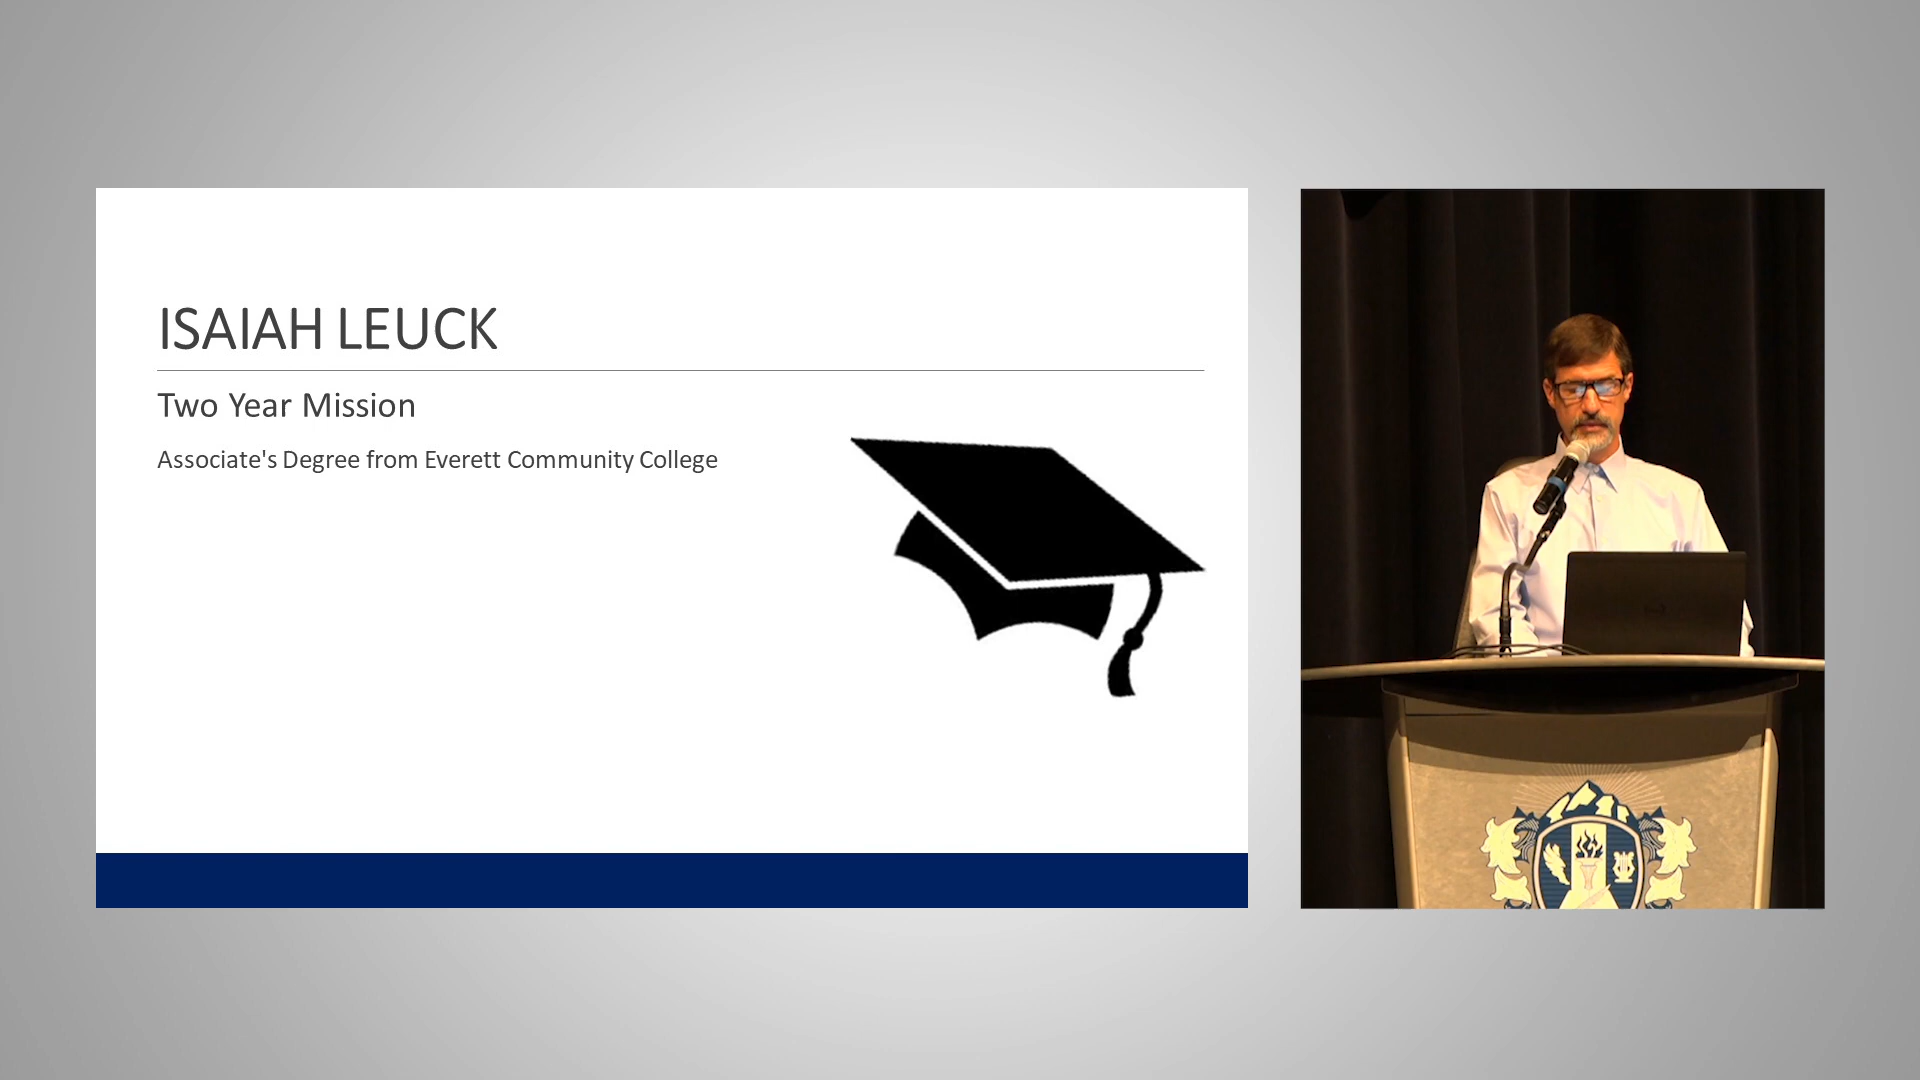 ISAIAH LEUCK
Two Year Mission
Associate's Degree from Everett Community College